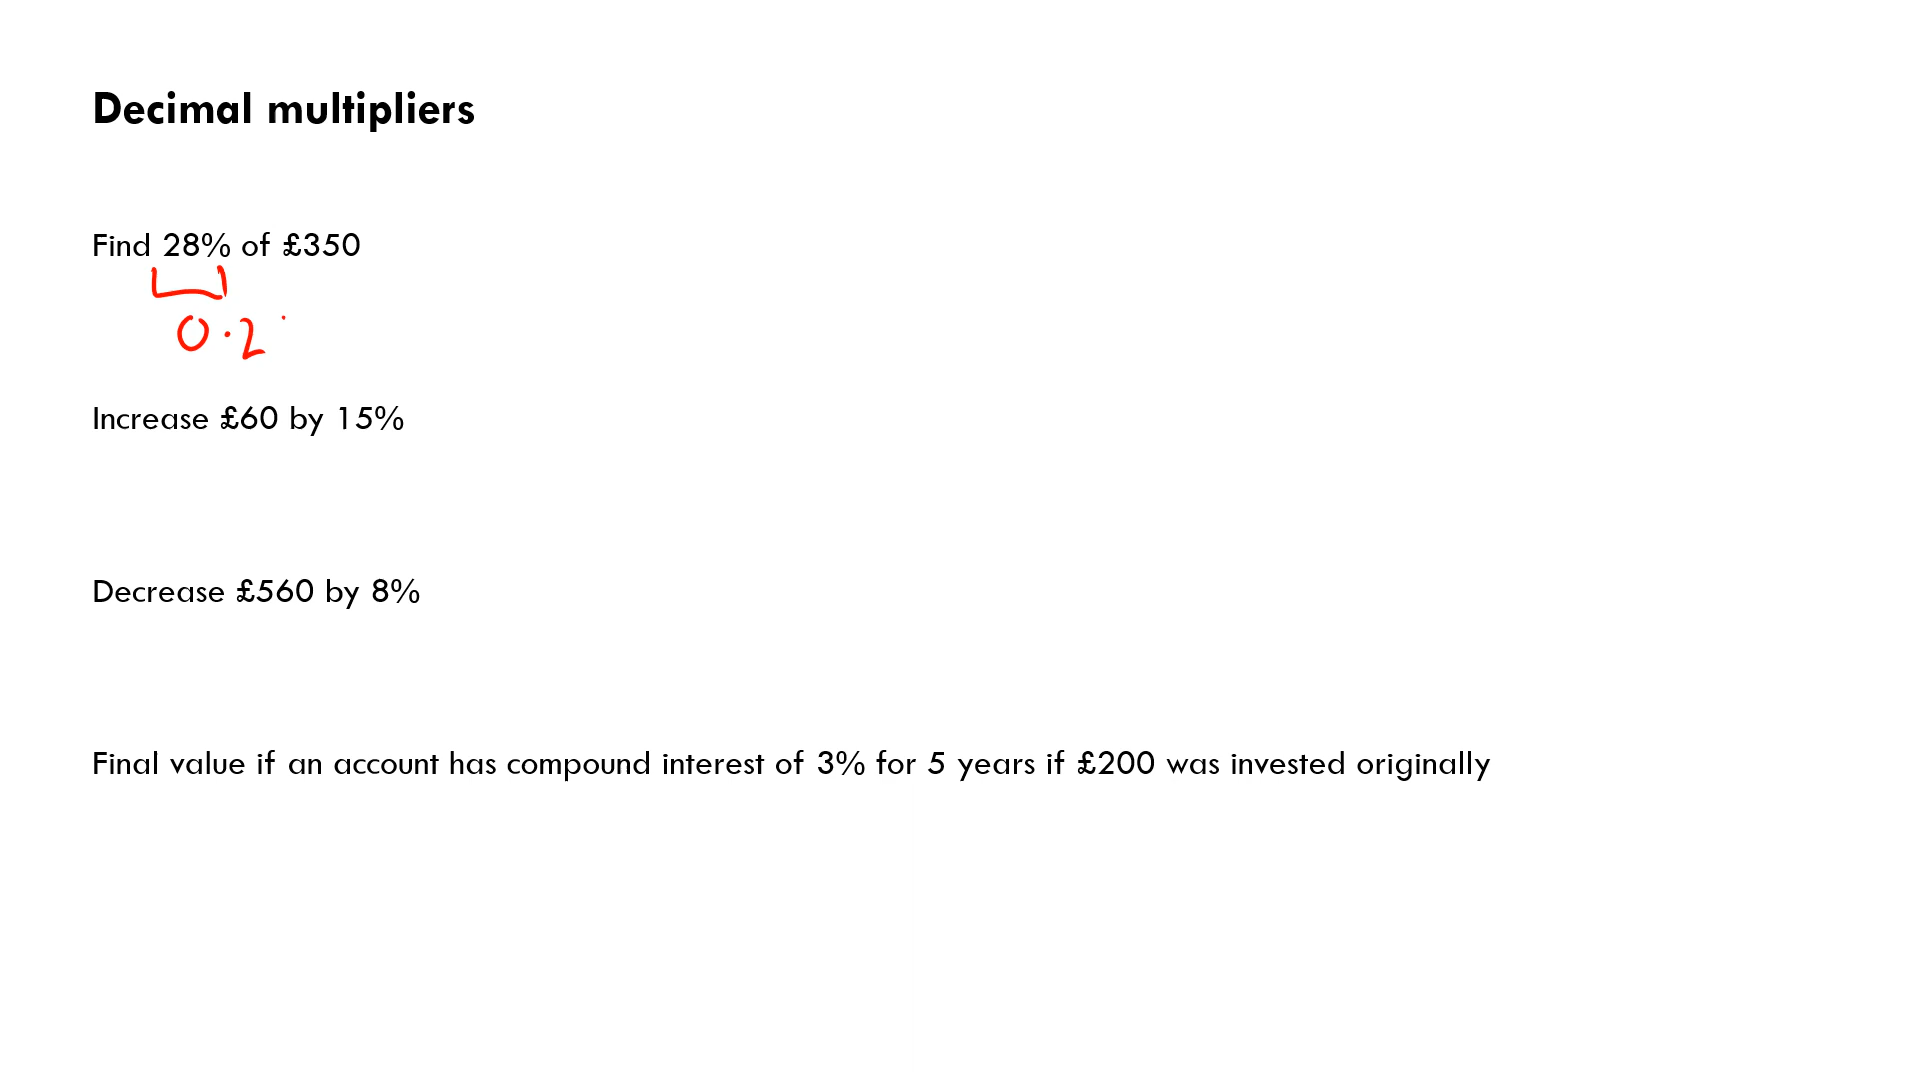 Decimal multipliers
Find 28% of £350
0.2
Increase £60 by 15%
Decrease £560 by 8%
Final value if an account has compound interest of 3% for 5 years if £200 was invested originally